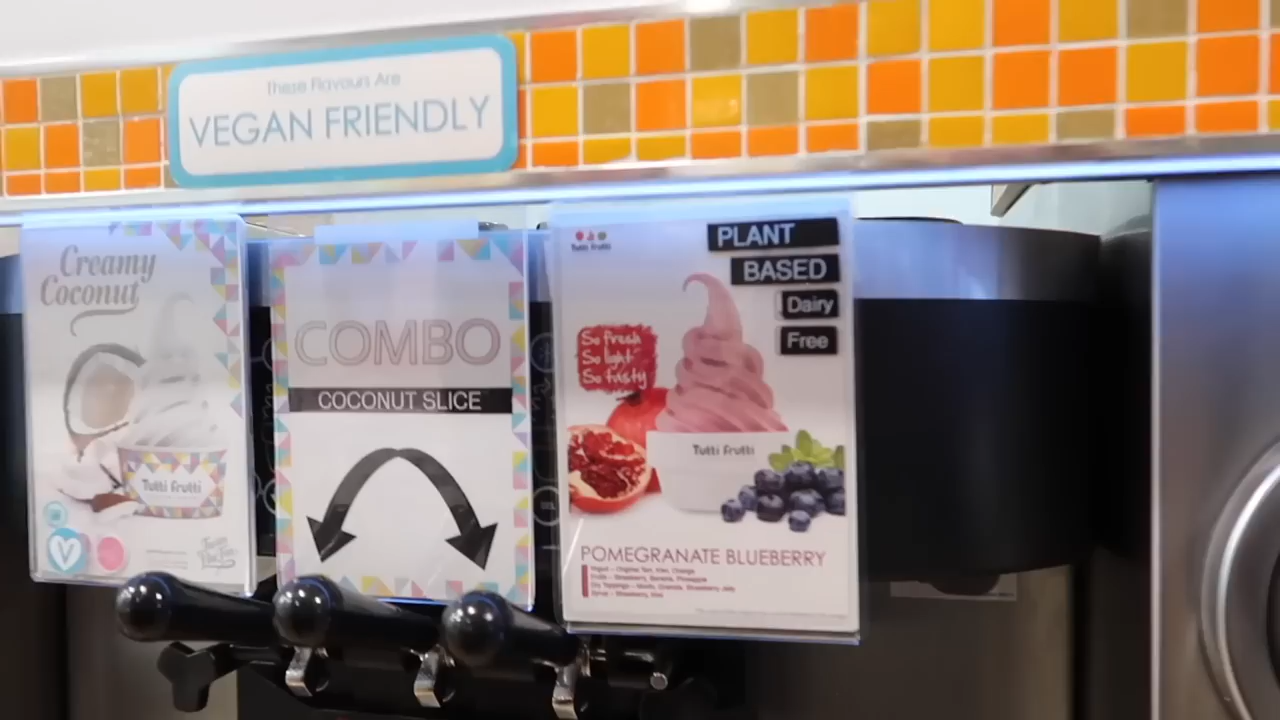 These Flavours Are
VEGAN FRIENDLY
Creamy
Coconut
Tutti frutti
COMBO
COCONUT SLICE
Tutti frutti
PLANT
BASED
Dairy
Free
So fresh
So light
So tasty
Tutti frutti
POMEGRANATE BLUEBERRY